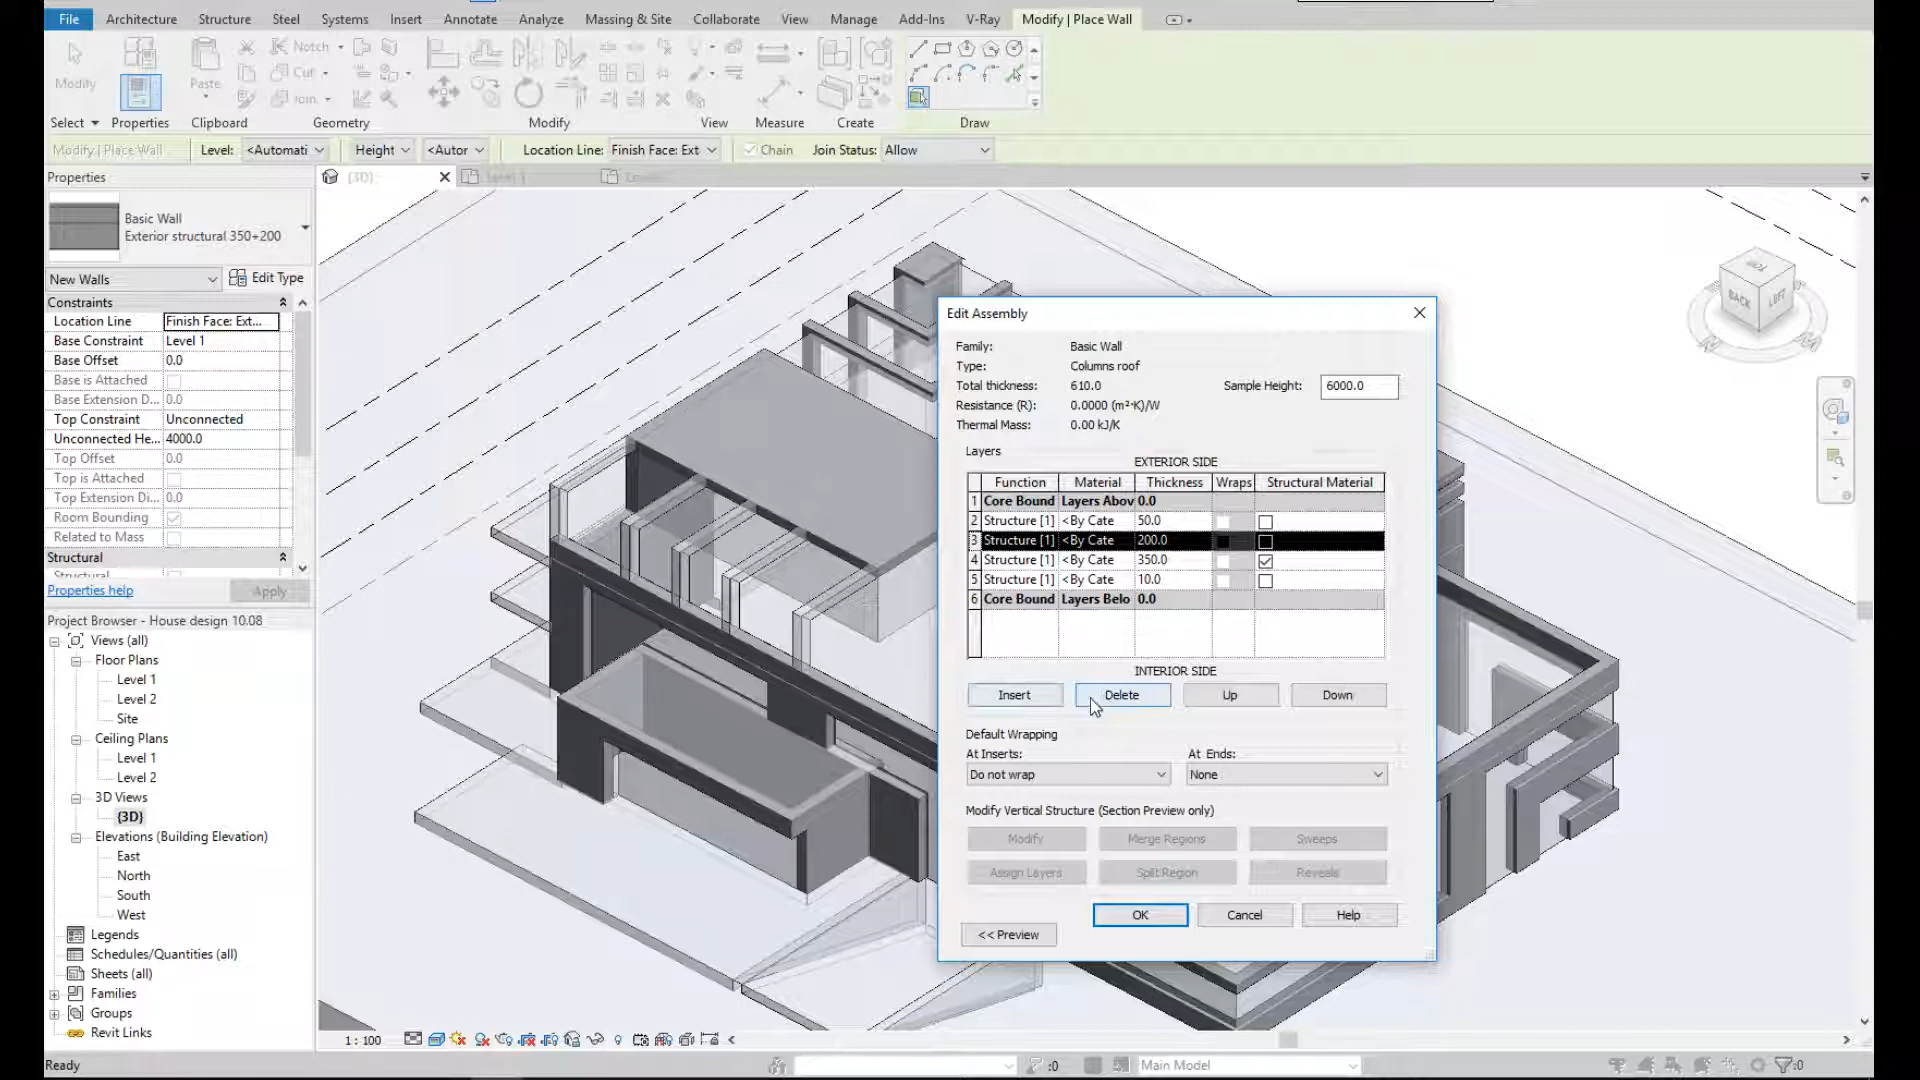 File Architecture Structure Steel Systems Insert Annotate Analyze Massing & Site Collaborate View Manage Add-Ins V-Ray Modify | Place Wall
Modify Paste Notch Cut Join
Select Properties Clipboard Geometry Modify View Measure Create Draw
Modify | Place Wall Level: <Automati Height <Autor Location Line: Finish Face: Ext Chain Join Status: Allow
Properties
{3D}
Basic Wall
Exterior structural 350+200
New Walls Edit Type
Constraints
Location Line Finish Face: Ext...
Base Constraint Level 1
Base Offset 0.0
Base is Attached
Base Extension D... 0.0
Top Constraint Unconnected
Unconnected He... 4000.0
Top Offset 0.0
Top is Attached
Top Extension Di... 0.0
Room Bounding
Related to Mass
Structural
Properties help Apply
Project Browser - House design 10.08
Views (all)
Floor Plans
Level 1
Level 2
Site
Ceiling Plans
Level 1
Level 2
3D Views
{3D}
Elevations (Building Elevation)
East
North
South
West
Legends
Schedules/Quantities (all)
Sheets (all)
Families
Groups
Revit Links
TOP
BACK LEFT
Edit Assembly
Family: Basic Wall
Type: Columns roof
Total thickness: 610.0 Sample Height: 6000.0
Resistance (R): 0.0000 (m²·K)/W
Thermal Mass: 0.00 kJ/K
Layers
EXTERIOR SIDE
Function Material Thickness Wraps Structural Material
1 Core Bound Layers Abov 0.0
2 Structure [1] <By Cate 50.0
3 Structure [1] <By Cate 200.0
4 Structure [1] <By Cate 350.0
5 Structure [1] <By Cate 10.0
6 Core Bound Layers Belo 0.0
INTERIOR SIDE
Insert Delete Up Down
Default Wrapping
At Inserts: At Ends:
Do not wrap None
Modify Vertical Structure (Section Preview only)
Modify Merge Regions Sweeps
Assign Layers Split Region Reveals
OK Cancel Help
<< Preview
1 : 100
Ready :0 Main Model :0